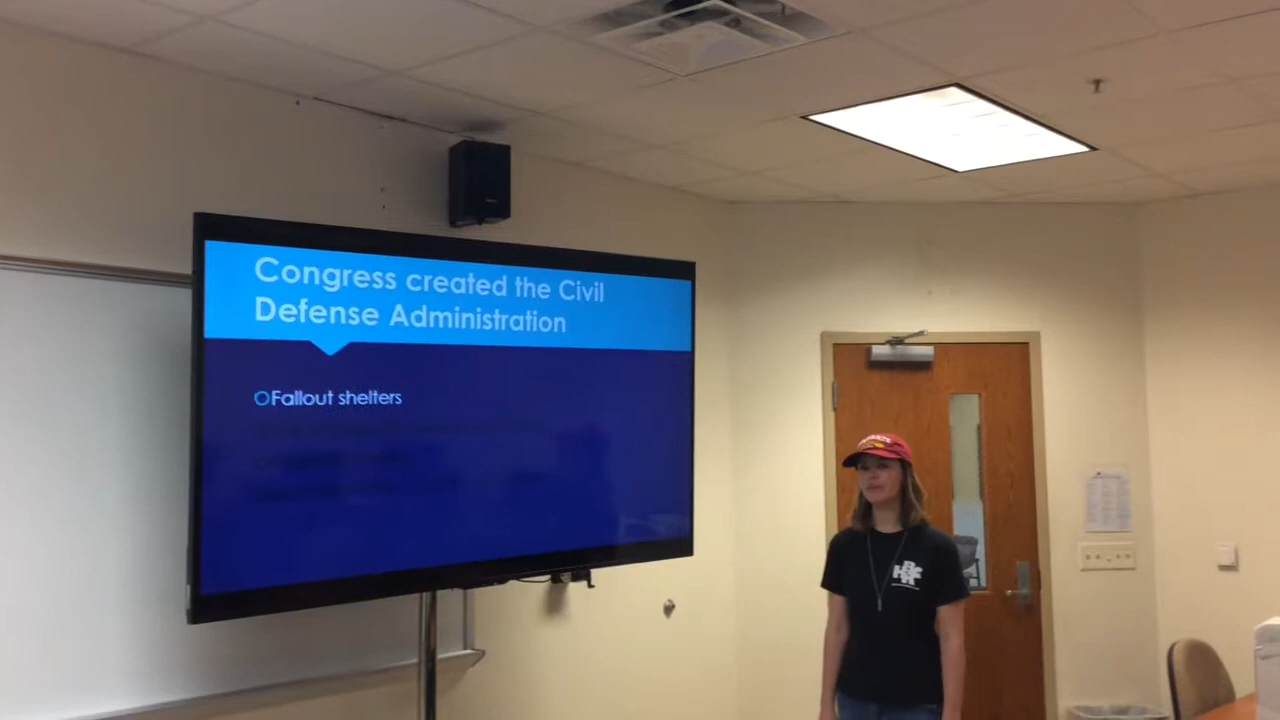 Congress created the Civil
Defense Administration
Fallout shelters